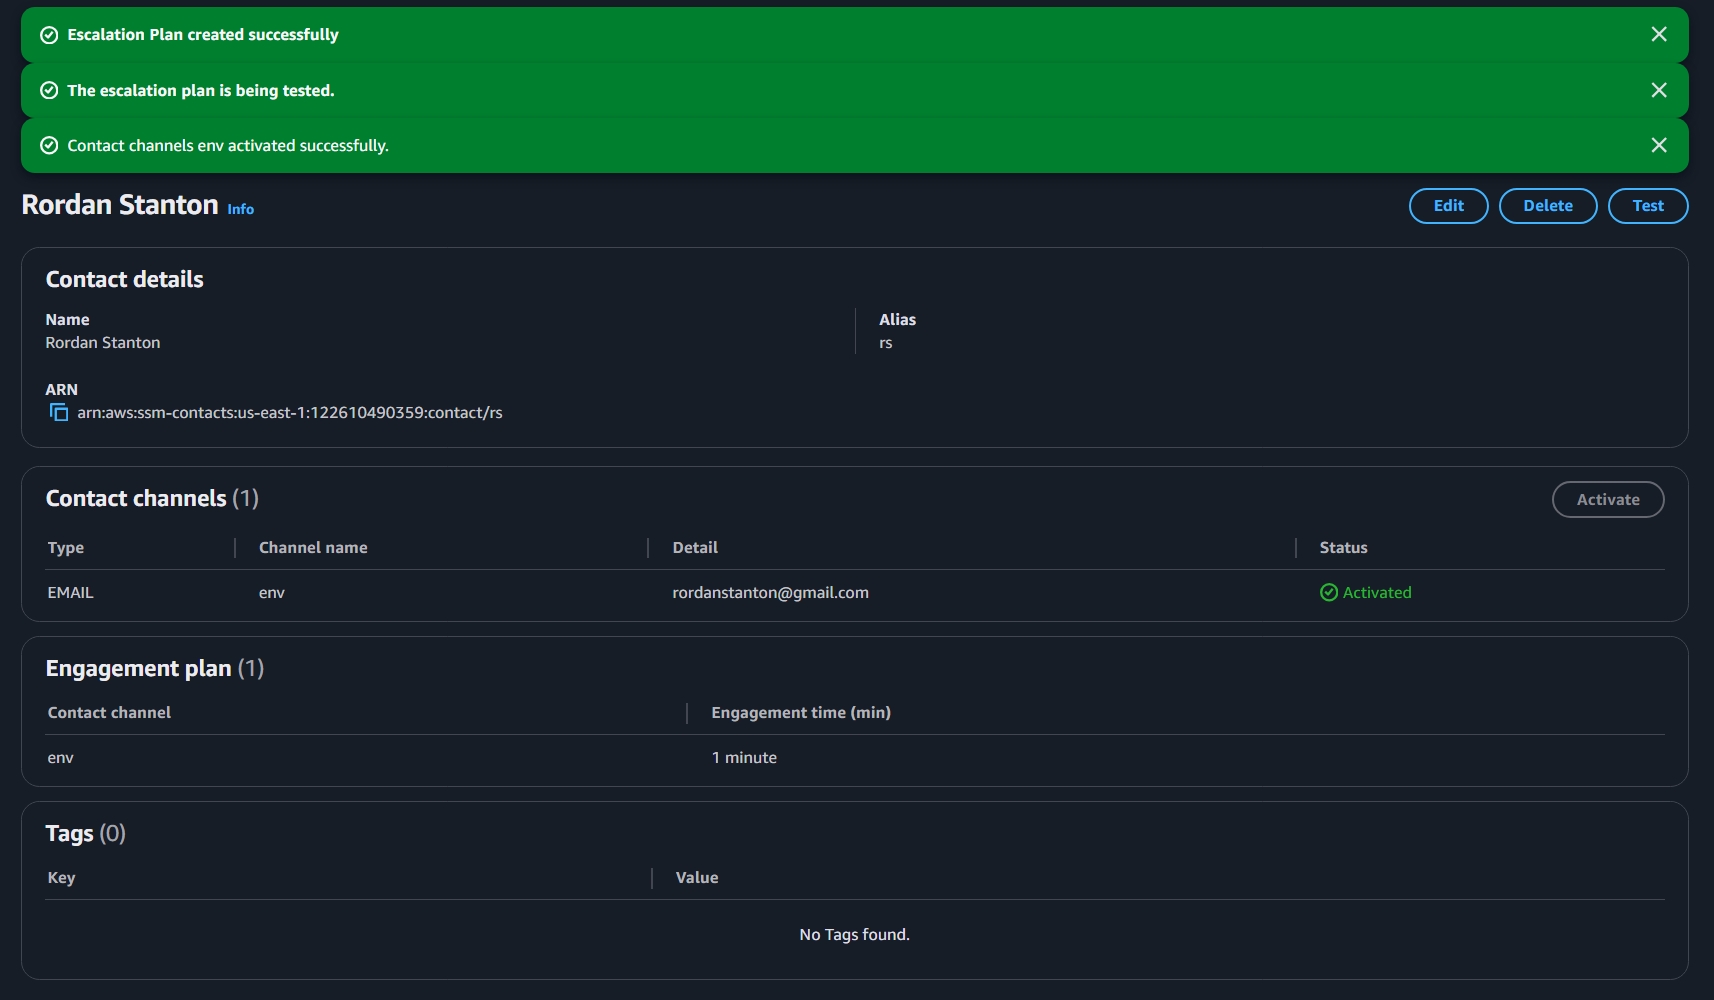 Escalation Plan created successfully
The escalation plan is being tested.
Contact channels env activated successfully.
Rordan Stanton Info
Edit Delete Test
Contact details
Name Alias
Rordan Stanton rs
ARN
arn:aws:ssm-contacts:us-east-1:122610490359:contact/rs
Contact channels (1) Activate
Type Channel name Detail Status
EMAIL env rordanstanton@gmail.com Activated
Engagement plan (1)
Contact channel Engagement time (min)
env 1 minute
Tags (0)
Key Value
No Tags found.